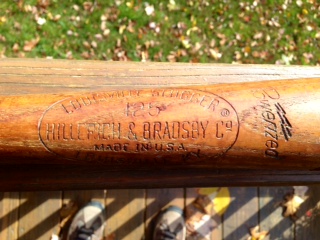 LOUISVILLE SLUGGER
125
HILLERICH & BRADSBY Co
MADE IN U.S.A.
Powerized